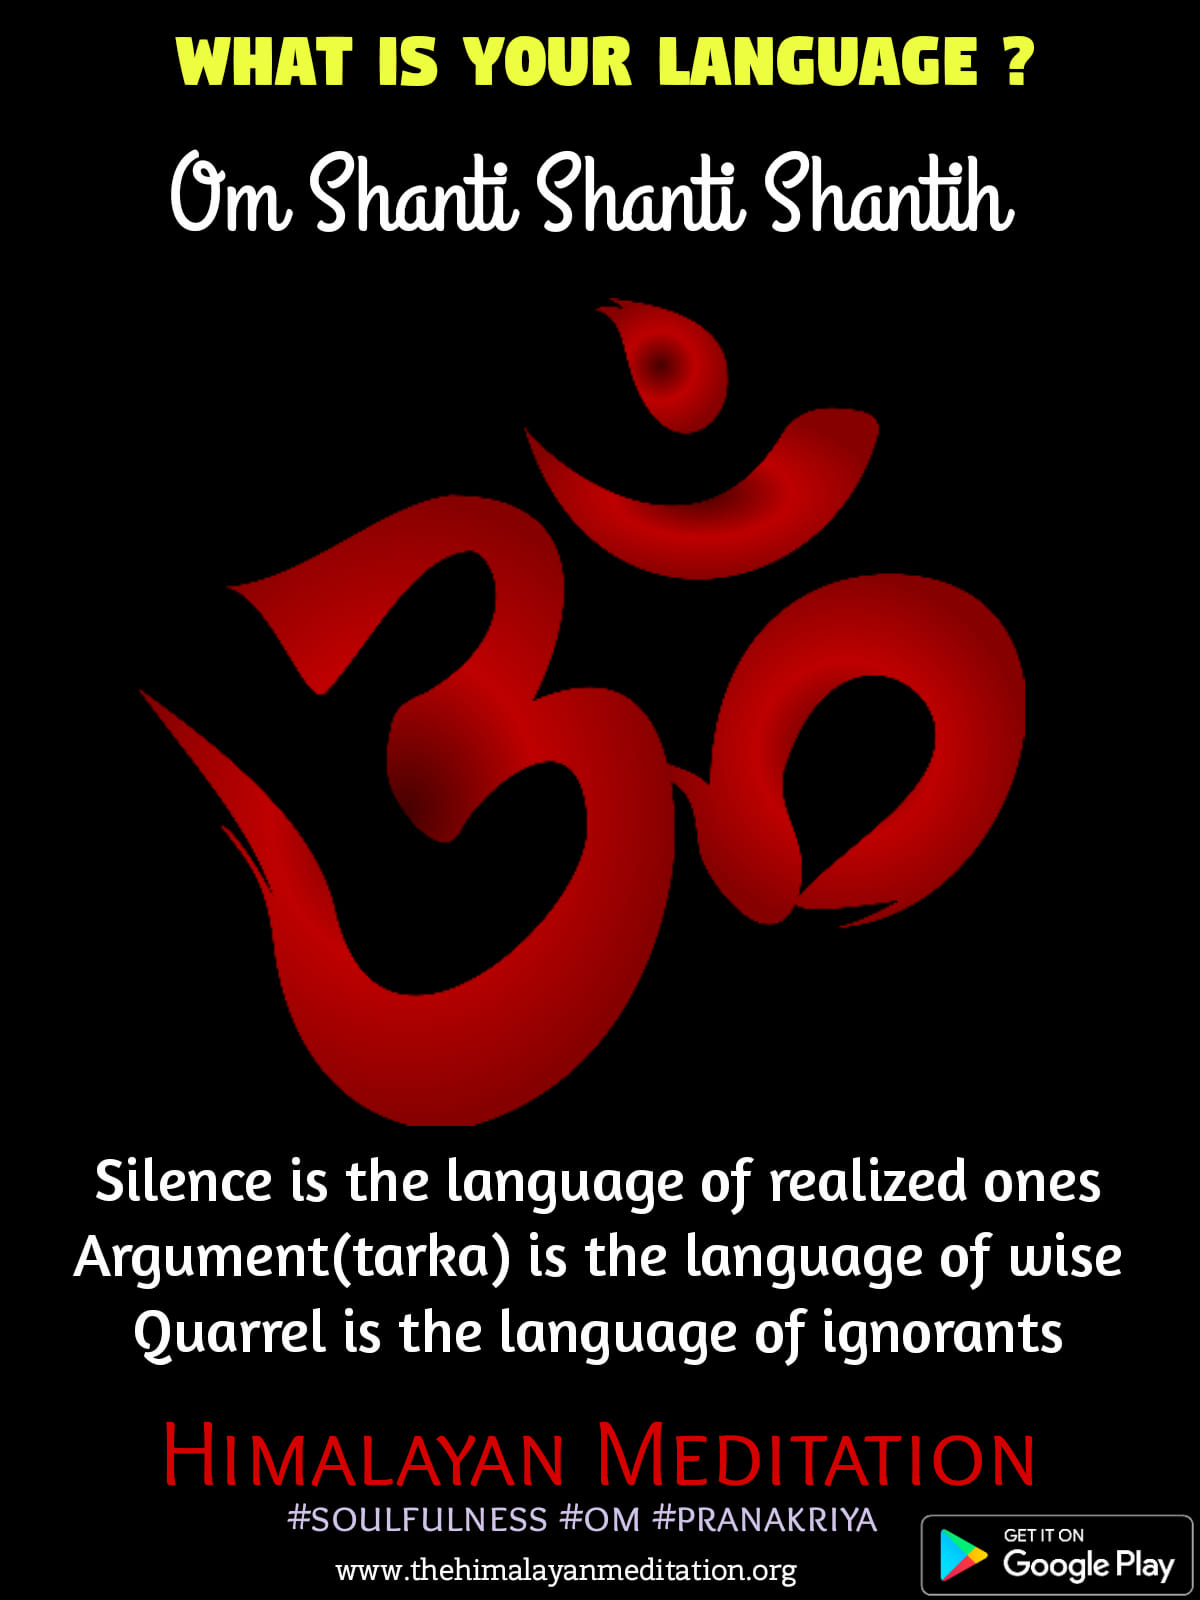 WHAT IS YOUR LANGUAGE ?
Om Shanti Shanti Shantih
ॐ
Silence is the language of realized ones
Argument(tarka) is the language of wise
Quarrel is the language of ignorants
HIMALAYAN MEDITATION
#SOULFULNESS #OM #PRANAKRIYA
www.thehimalayanmeditation.org
GET IT ON
Google Play